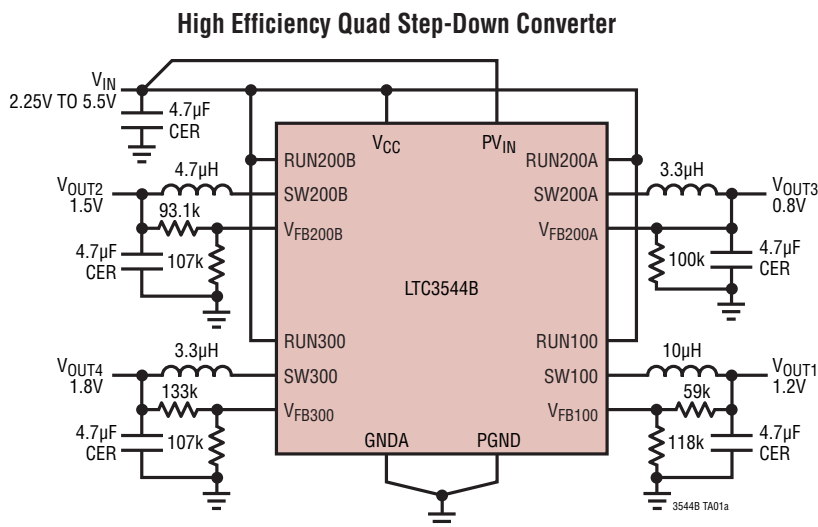 High Efficiency Quad Step-Down Converter
VIN
2.25V TO 5.5V
4.7µF
CER
VCC
PVIN
RUN200B
RUN200A
VOUT2
1.5V
4.7µH
SW200B
SW200A
3.3µH
VOUT3
0.8V
93.1k
VFB200B
VFB200A
4.7µF
CER
107k
100k
4.7µF
CER
LTC3544B
RUN300
RUN100
VOUT4
1.8V
3.3µH
SW300
SW100
10µH
VOUT1
1.2V
133k
VFB300
VFB100
59k
4.7µF
CER
107k
118k
4.7µF
CER
GNDA
PGND
3544B TA01a